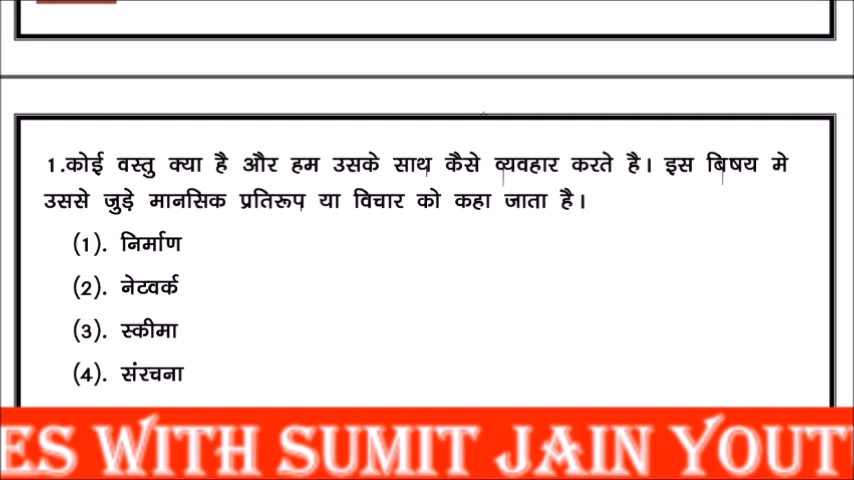 1.कोई वस्तु क्या है और हम उसके साथ कैसे व्यवहार करते है। इस बिषय मे
उससे जुड़े मानसिक प्रतिरूप या विचार को कहा जाता है।
(1). निर्माण
(2). नेटवर्क
(3). स्कीमा
(4). संरचना
ES WITH SUMIT JAIN YOUT